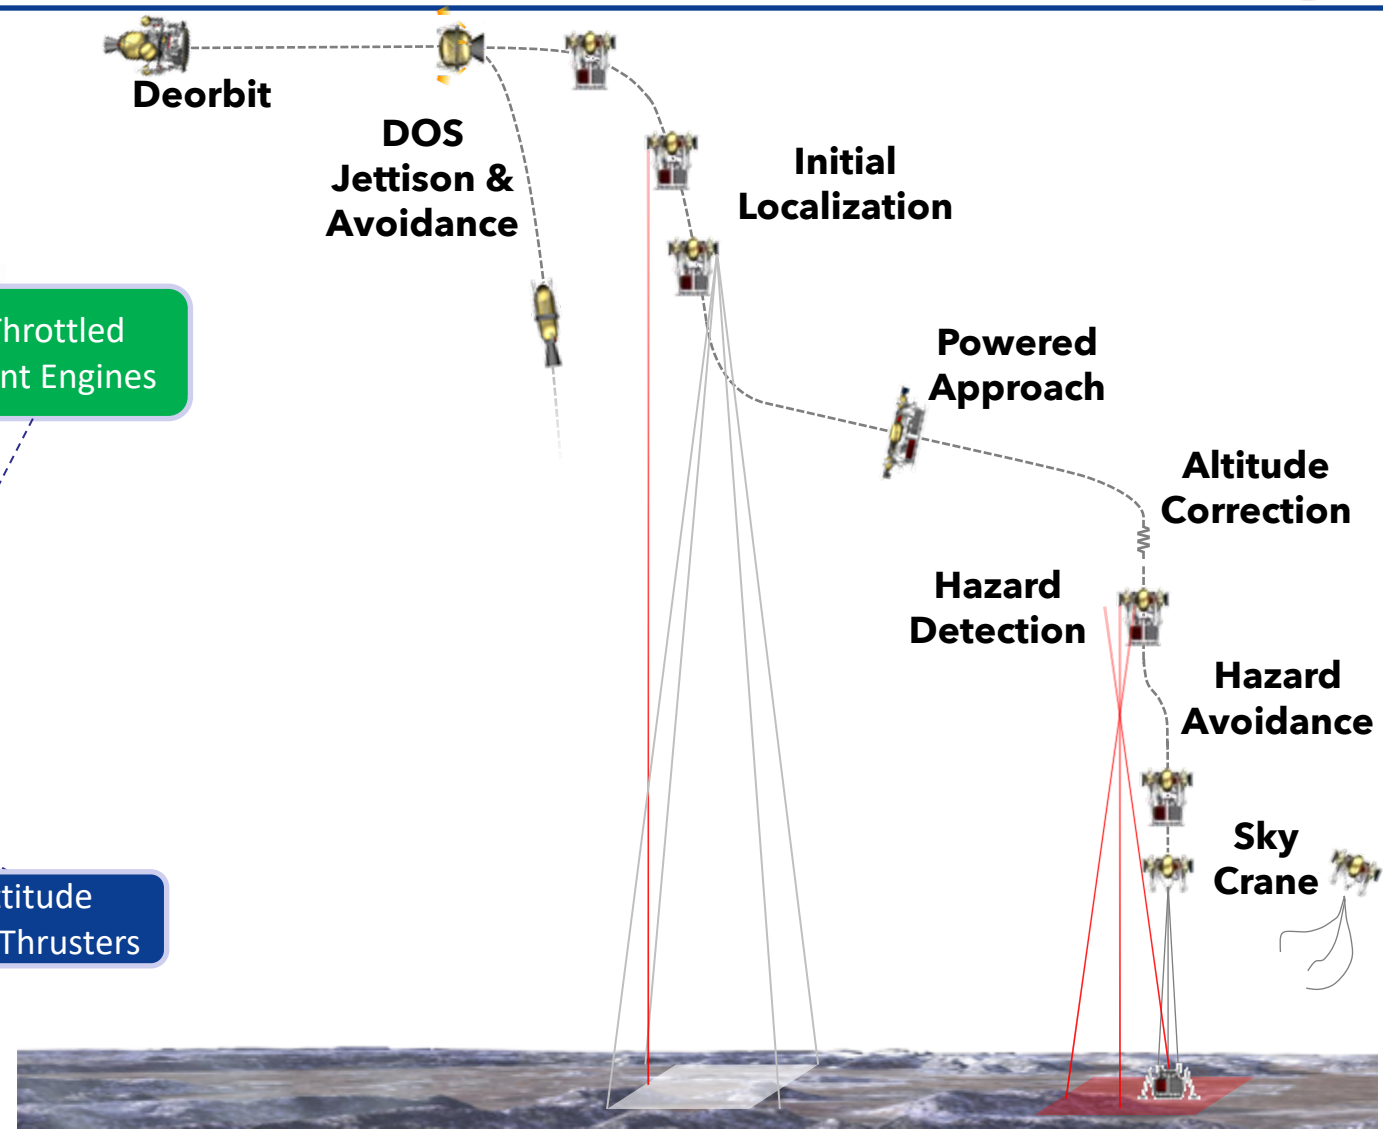 Deorbit
DOS
Jettison &
Avoidance
Initial
Localization
Powered
Approach
Altitude
Correction
Hazard
Detection
Hazard
Avoidance
Sky
Crane
hrottled
nt Engines
titude
Thrusters